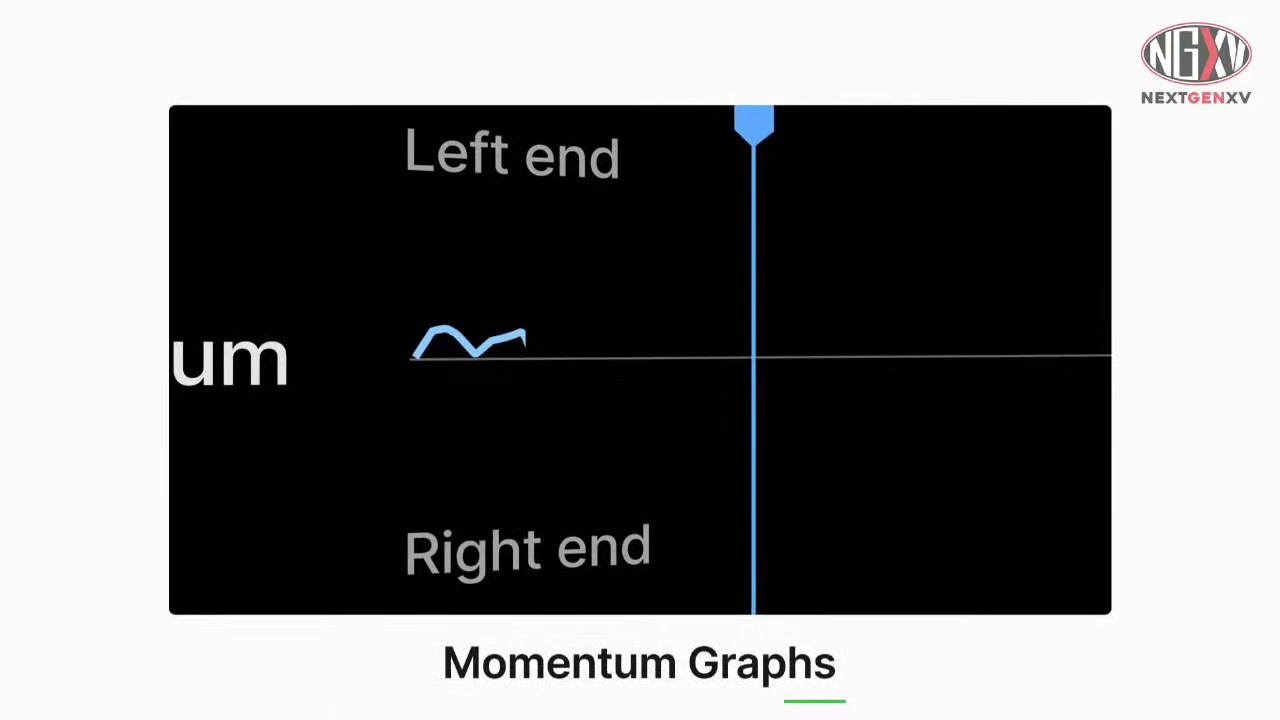 NGXV
NEXTGENXV
Left end
um
Right end
Momentum Graphs